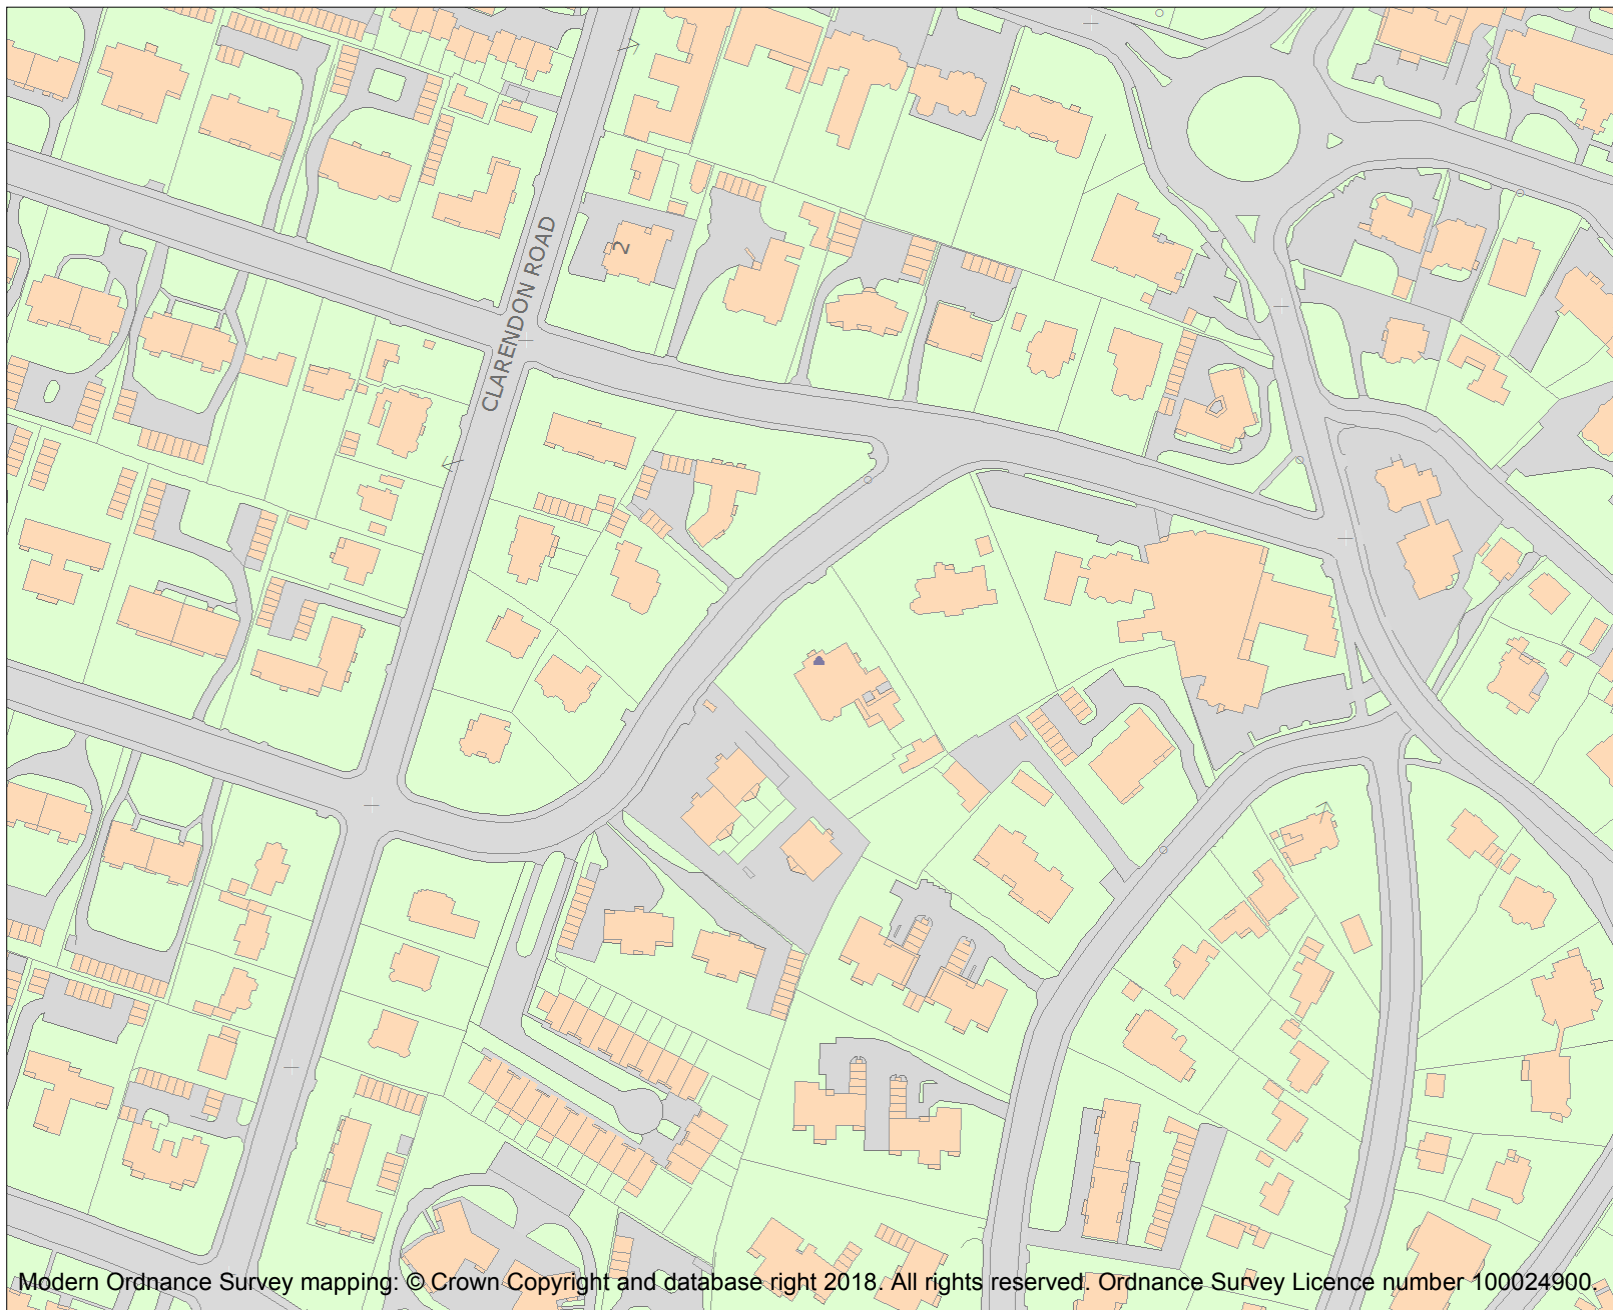 2
CLARENDON ROAD
Modern Ordnance Survey mapping: © Crown Copyright and database right 2018. All rights reserved. Ordnance Survey Licence number 100024900.